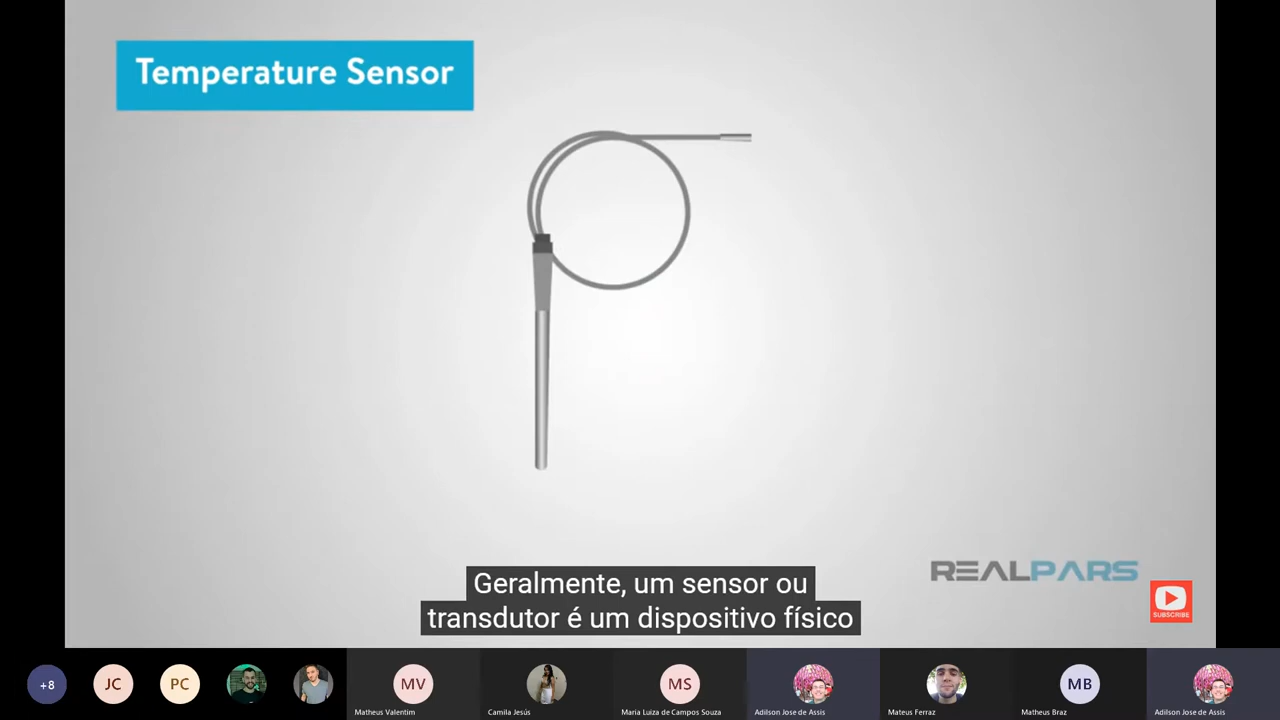 Temperature Sensor
REALPARS
SUBSCRIBE
Geralmente, um sensor ou
transdutor é um dispositivo físico
+8
JC
PC
MV
MS
MB
Matheus Valentim
Camila Jesús
Maria Luiza de Campos Souza
Adilson Jose de Assis
Mateus Ferraz
Matheus Braz
Adilson Jose de Assis